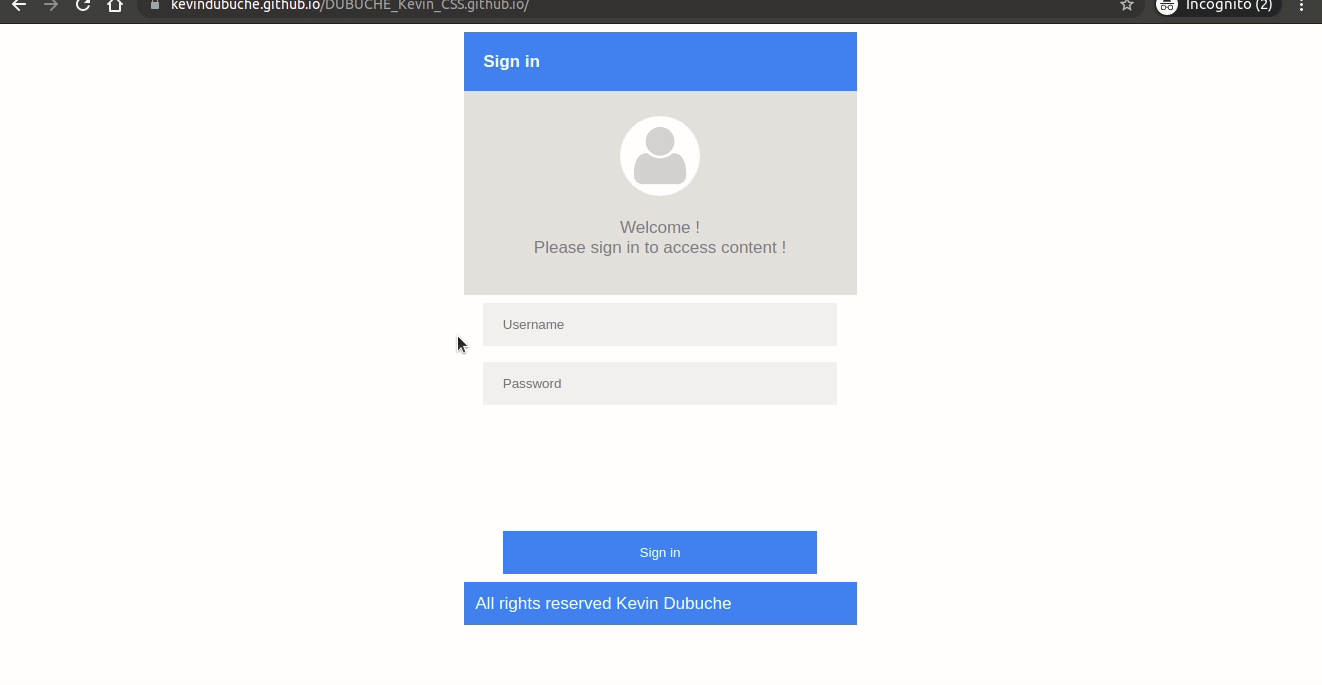 kevindubuche.github.io/DUBUCHE_Kevin_CSS.github.io/
Incognito (2)
Sign in
Welcome !
Please sign in to access content !
Username
Password
Sign in
All rights reserved Kevin Dubuche